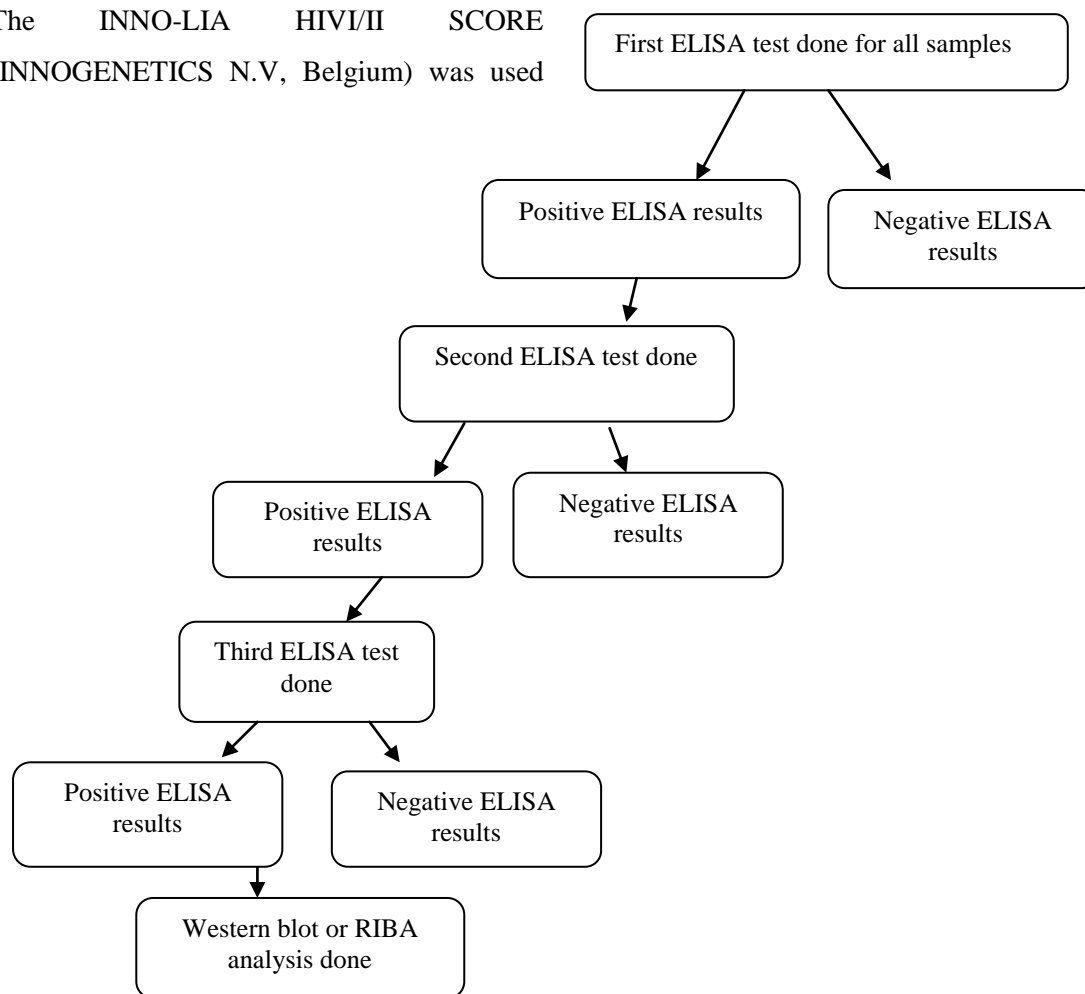 The INNO-LIA HIVI/II SCORE
INNOGENETICS N.V, Belgium) was used
First ELISA test done for all samples
Positive ELISA results
Negative ELISA
results
Second ELISA test done
Positive ELISA
results
Negative ELISA
results
Third ELISA test
done
Positive ELISA
results
Negative ELISA
results
Western blot or RIBA
analysis done